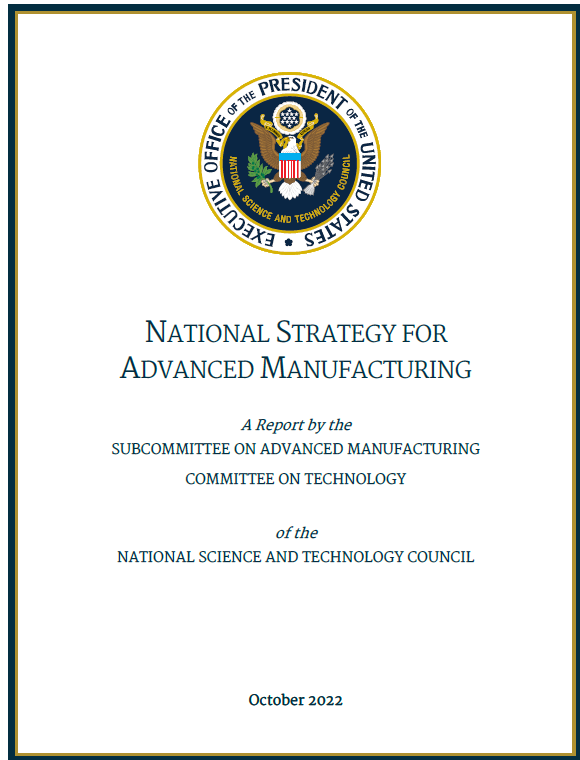 EXECUTIVE OFFICE OF THE PRESIDENT OF THE UNITED STATES
NATIONAL SCIENCE AND TECHNOLOGY COUNCIL
NATIONAL STRATEGY FOR
ADVANCED MANUFACTURING
A Report by the
SUBCOMMITTEE ON ADVANCED MANUFACTURING
COMMITTEE ON TECHNOLOGY
of the
NATIONAL SCIENCE AND TECHNOLOGY COUNCIL
October 2022